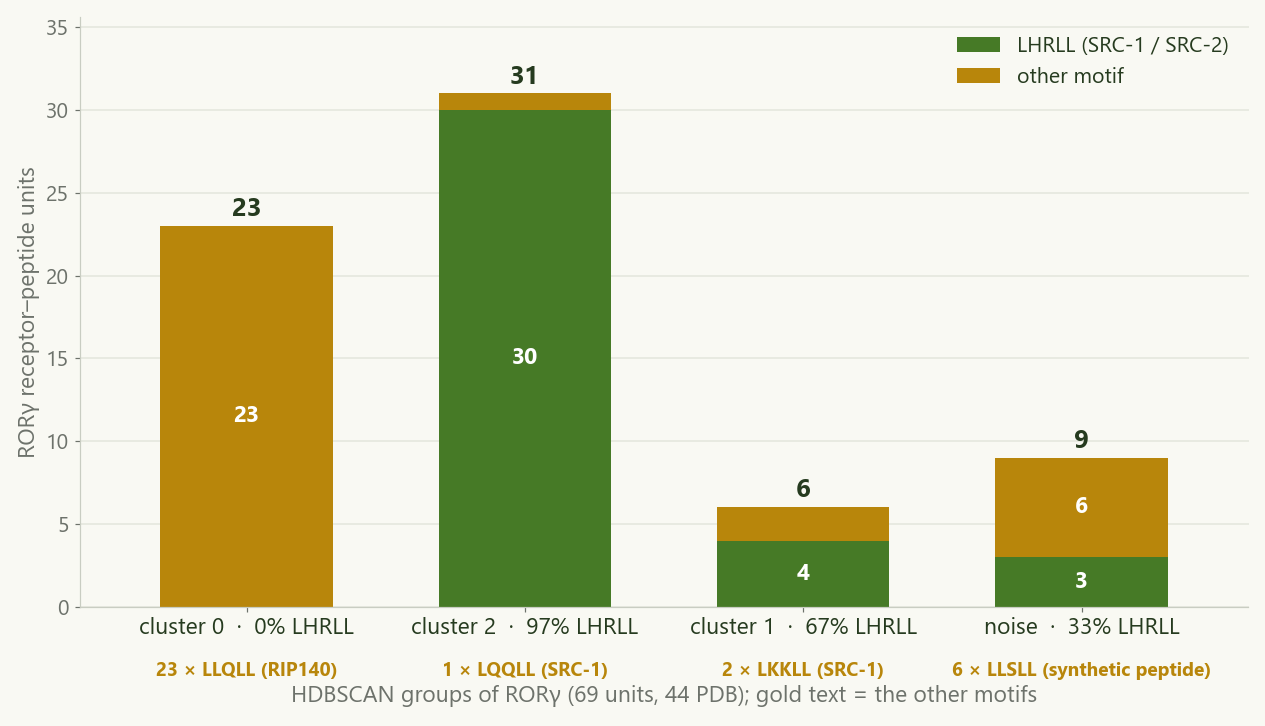 35
30
25
20
15
10
5
0
RORγ receptor–peptide units
LHRLL (SRC-1 / SRC-2)
other motif
23
31
6
9
23
30
4
6
3
cluster 0 · 0% LHRLL
cluster 2 · 97% LHRLL
cluster 1 · 67% LHRLL
noise · 33% LHRLL
23 × LLQLL (RIP140)
1 × LQQLL (SRC-1)
2 × LKKLL (SRC-1)
6 × LLSLL (synthetic peptide)
HDBSCAN groups of RORγ (69 units, 44 PDB); gold text = the other motifs